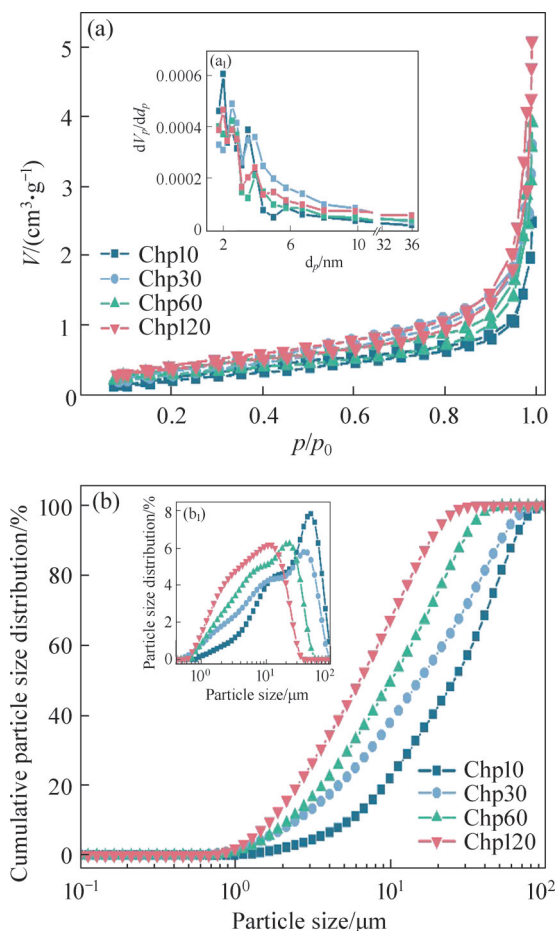 (a)
5
4
3
2
1
0
V/(cm³·g⁻¹)
(a₁)
0.0006
0.0004
0.0002
0
dVₚ/ddₚ
2 6 10 32 36
dₚ/nm
Chp10
Chp30
Chp60
Chp120
0.2 0.4 0.6 0.8 1.0
p/p₀
(b)
100
80
60
40
20
0
Cumulative particle size distribution/%
(b₁)
8
6
4
2
0
Particle size distribution/%
10⁰ 10¹ 10²
Particle size/μm
Chp10
Chp30
Chp60
Chp120
10⁻¹ 10⁰ 10¹ 10²
Particle size/μm